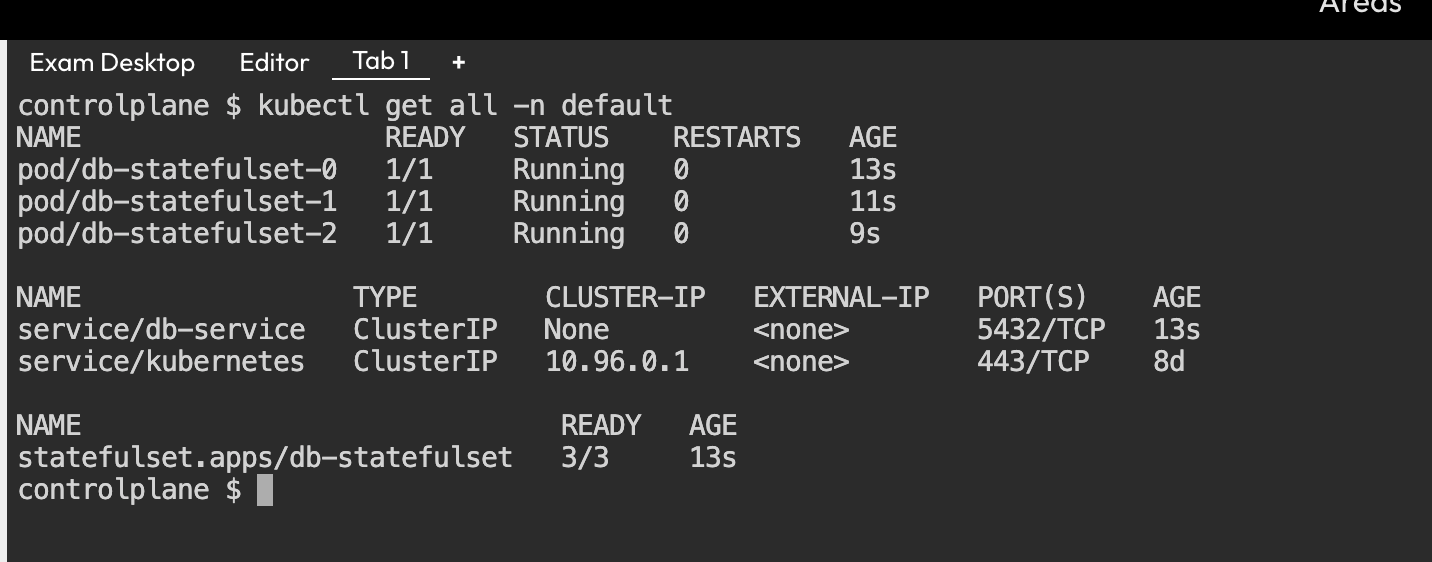 Areas
Exam Desktop Editor Tab 1 +
controlplane $ kubectl get all -n default
NAME READY STATUS RESTARTS AGE
pod/db-statefulset-0 1/1 Running 0 13s
pod/db-statefulset-1 1/1 Running 0 11s
pod/db-statefulset-2 1/1 Running 0 9s
NAME TYPE CLUSTER-IP EXTERNAL-IP PORT(S) AGE
service/db-service ClusterIP None <none> 5432/TCP 13s
service/kubernetes ClusterIP 10.96.0.1 <none> 443/TCP 8d
NAME READY AGE
statefulset.apps/db-statefulset 3/3 13s
controlplane $